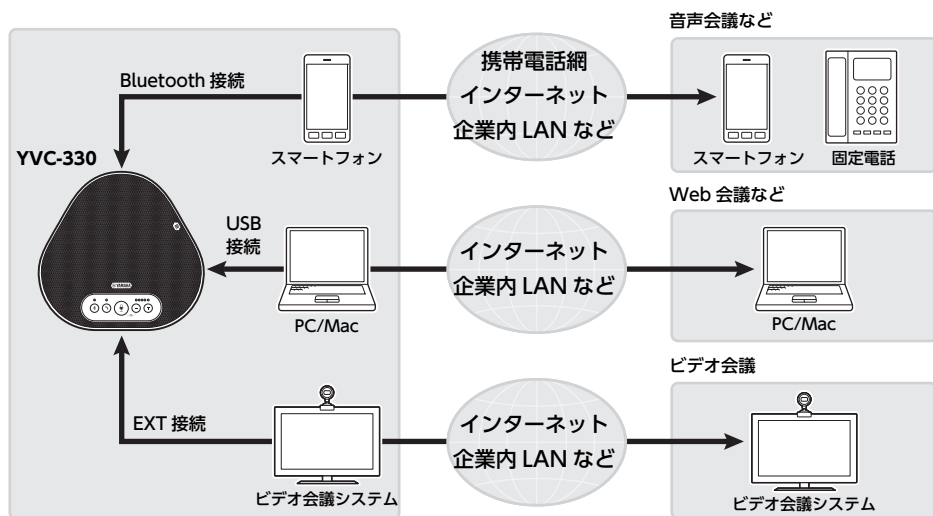 音声会議など
Bluetooth 接続
携帯電話網
インターネット
企業内 LAN など
YVC-330
スマートフォン
スマートフォン
固定電話
Web 会議など
USB
接続
インターネット
企業内 LAN など
YAMAHA
PC/Mac
PC/Mac
ビデオ会議
EXT 接続
インターネット
企業内 LAN など
ビデオ会議システム
ビデオ会議システム